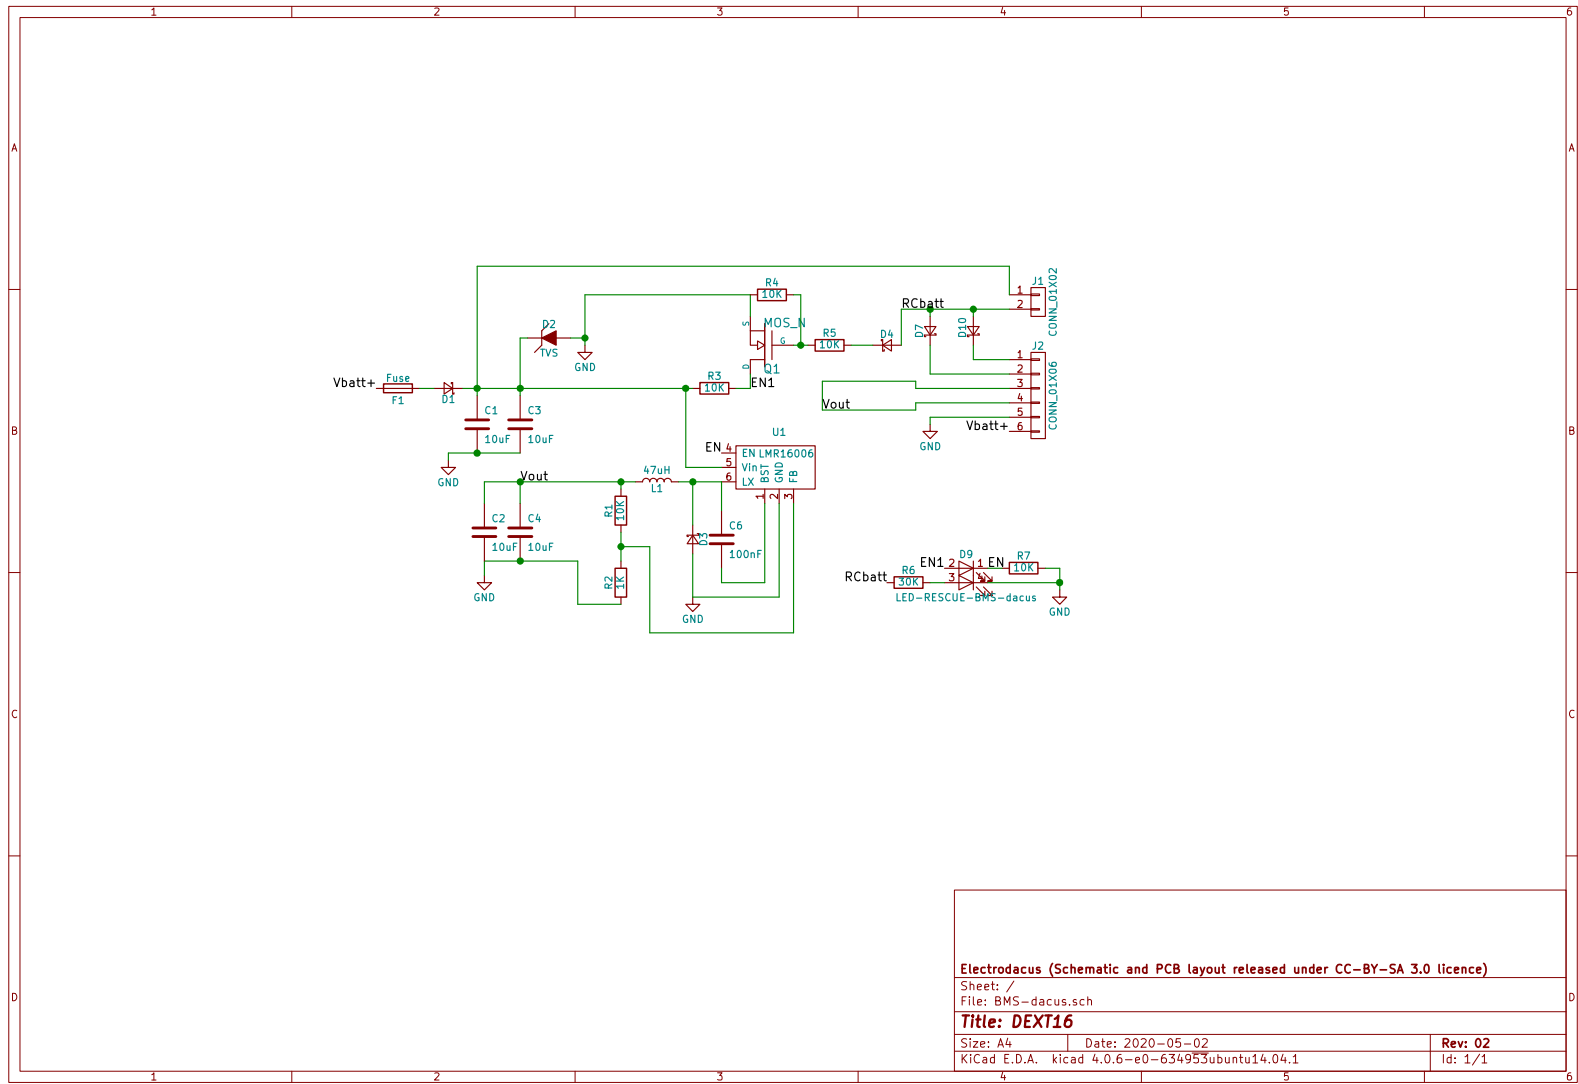 1 2 3 4 5 6
A A
R4
10K
J1
CONN_01X02
1
2
RCbatt
D2
TVS
GND
S
MOS_N
G
D
Q1
R5
10K
D4
D7
D10
J2
CONN_01X06
1
2
3
4
5
6
Vbatt+
Fuse
F1
D1
R3
10K
EN1
Vout
Vbatt+
GND
C1
10uF
C3
10uF
B B
GND
U1
EN 4 EN LMR16006
5 Vin
6 LX
BST
GND
FB
1
2
3
Vout
47uH
L1
R1
10K
C2
10uF
C4
10uF
D3
C6
100nF
R2
1K
GND
GND
EN1 2 D9 1 EN R7
10K
RCbatt R6
30K
3
LED-RESCUE-BMS-dacus
GND
C C
Electrodacus (Schematic and PCB layout released under CC-BY-SA 3.0 licence)
Sheet: /
File: BMS-dacus.sch
Title: DEXT16
Size: A4 Date: 2020-05-02 Rev: 02
KiCad E.D.A. kicad 4.0.6-e0-634953ubuntu14.04.1 Id: 1/1
D D
1 2 3 4 5 6